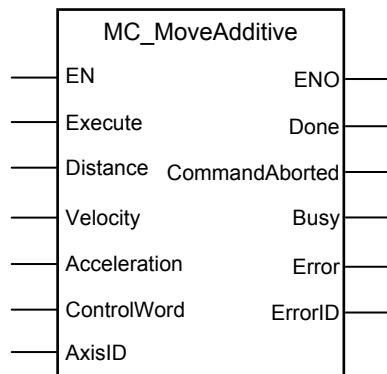 MC_MoveAdditive
EN ENO
Execute Done
Distance CommandAborted
Velocity Busy
Acceleration Error
ControlWord ErrorID
AxisID